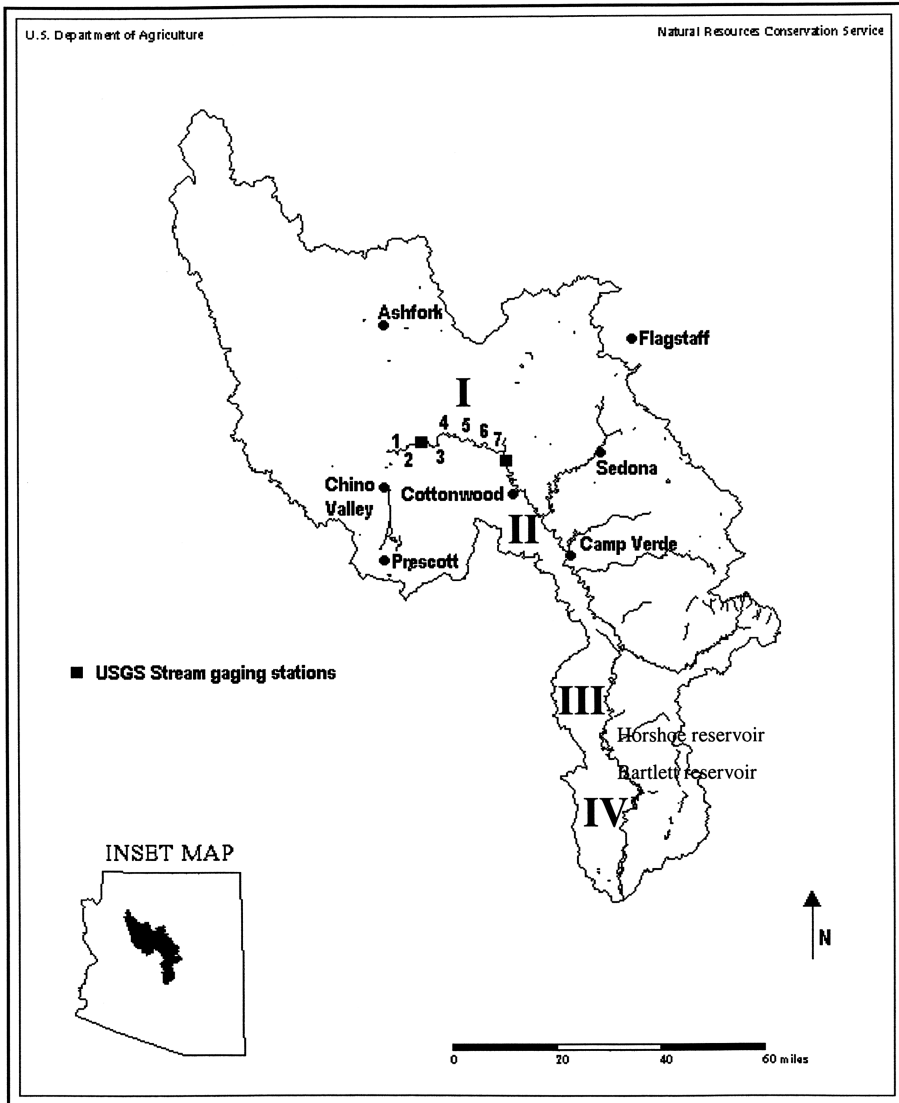 U.S. Department of Agriculture
Natural Resources Conservation Service
Ashfork
Flagstaff
I
4
5
6
7
1
2
3
Sedona
Chino
Valley
Cottonwood
II
Camp Verde
Prescott
USGS Stream gaging stations
III
Horshoe reservoir
Bartlett reservoir
IV
INSET MAP
N
0
20
40
60 miles